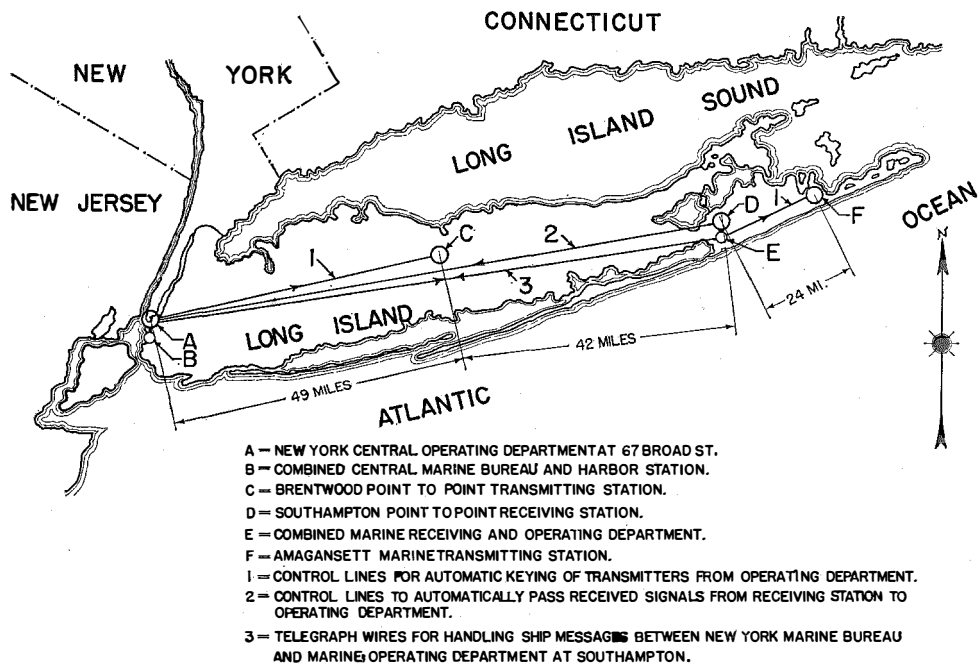 CONNECTICUT
NEW YORK
LONG ISLAND SOUND
NEW JERSEY
OCEAN
N
1
2
3
1
A
B
C
D
E
F
LONG ISLAND
49 MILES
42 MILES
24 MI.
ATLANTIC
A = NEW YORK CENTRAL OPERATING DEPARTMENT AT 67 BROAD ST.
B = COMBINED CENTRAL MARINE BUREAU AND HARBOR STATION.
C = BRENTWOOD POINT TO POINT TRANSMITTING STATION.
D = SOUTHAMPTON POINT TO POINT RECEIVING STATION.
E = COMBINED MARINE RECEIVING AND OPERATING DEPARTMENT.
F = AMAGANSETT MARINE TRANSMITTING STATION.
1 = CONTROL LINES FOR AUTOMATIC KEYING OF TRANSMITTERS FROM OPERATING DEPARTMENT.
2 = CONTROL LINES TO AUTOMATICALLY PASS RECEIVED SIGNALS FROM RECEIVING STATION TO
OPERATING DEPARTMENT.
3 = TELEGRAPH WIRES FOR HANDLING SHIP MESSAGES BETWEEN NEW YORK MARINE BUREAU
AND MARINE OPERATING DEPARTMENT AT SOUTHAMPTON.